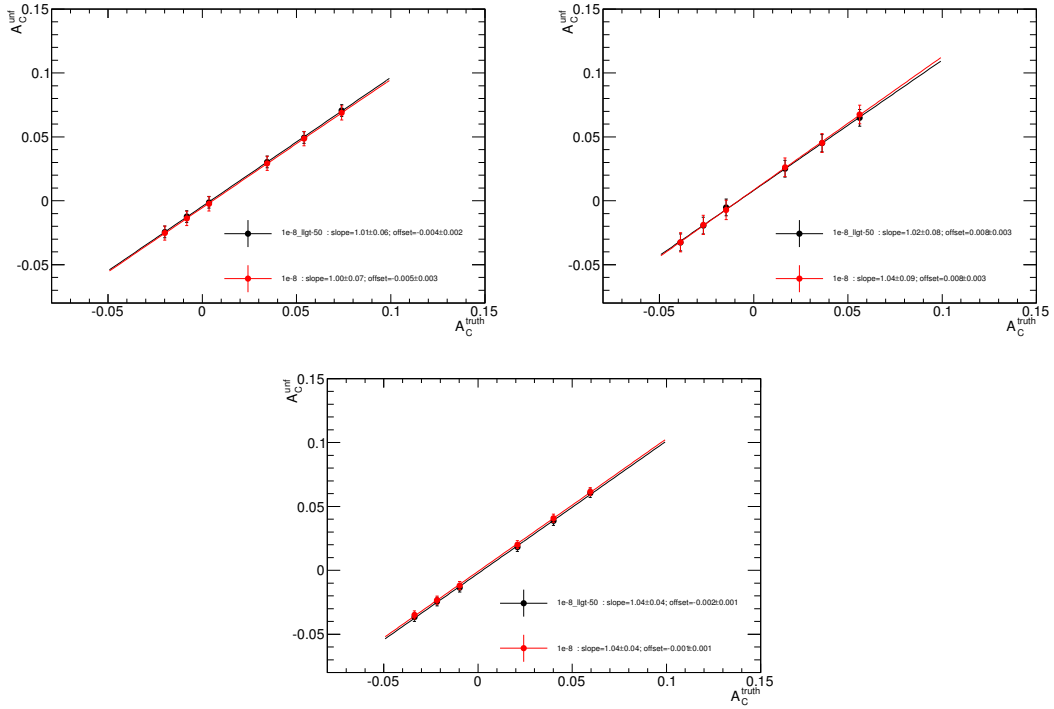 A_C^unf
0.15
0.1
0.05
0
-0.05
1e-8_llgt-50 : slope=1.01±0.06; offset=-0.004±0.002
1e-8 : slope=1.00±0.07; offset=-0.005±0.003
-0.05 0 0.05 0.1 0.15
A_C^truth
A_C^unf
0.15
0.1
0.05
0
-0.05
1e-8_llgt-50 : slope=1.02±0.08; offset=0.008±0.003
1e-8 : slope=1.04±0.09; offset=0.008±0.003
-0.05 0 0.05 0.1 0.15
A_C^truth
A_C^unf
0.15
0.1
0.05
0
-0.05
1e-8_llgt-50 : slope=1.04±0.04; offset=-0.002±0.001
1e-8 : slope=1.04±0.04; offset=-0.001±0.001
-0.05 0 0.05 0.1 0.15
A_C^truth